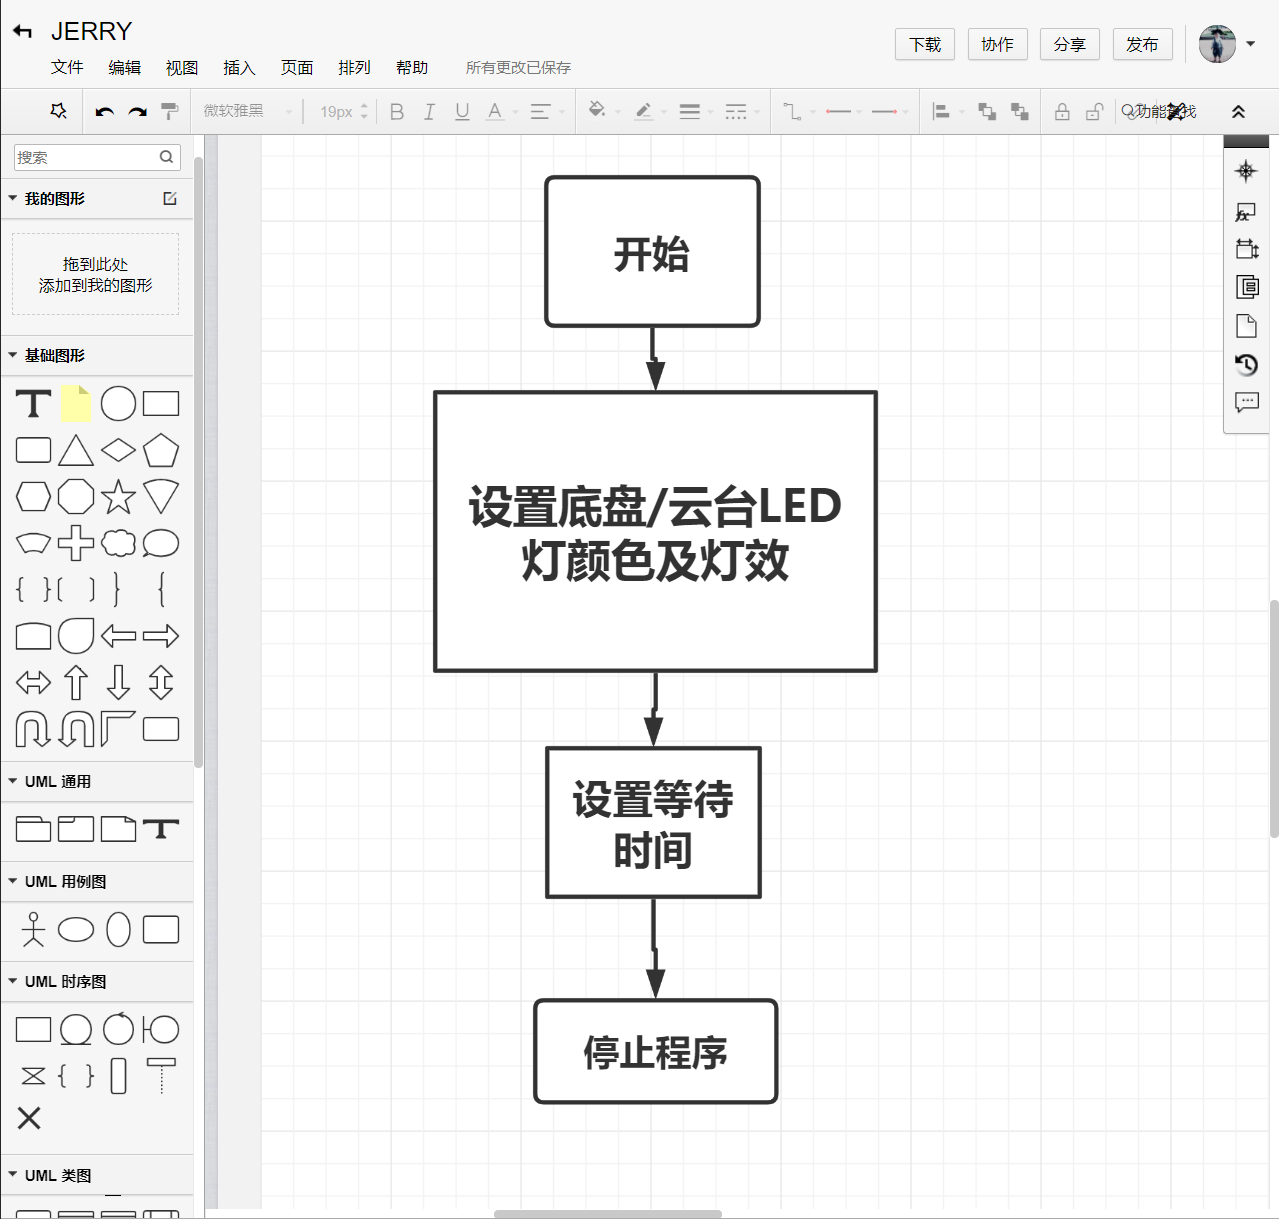 JERRY
文件 编辑 视图 插入 页面 排列 帮助 所有更改已保存
下载 协作 分享 发布
微软雅黑 19px B I U A 功能查找
搜索
我的图形
拖到此处
添加到我的图形
基础图形
UML 通用
UML 用例图
UML 时序图
UML 类图
开始
设置底盘/云台LED
灯颜色及灯效
设置等待
时间
停止程序